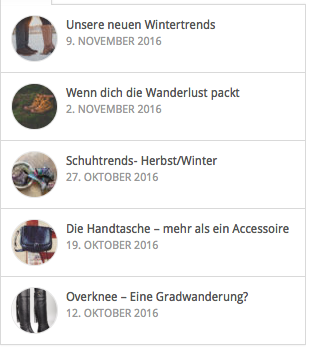 Unsere neuen Wintertrends
9. NOVEMBER 2016
Wenn dich die Wanderlust packt
2. NOVEMBER 2016
Schuhtrends- Herbst/Winter
27. OKTOBER 2016
Die Handtasche – mehr als ein Accessoire
19. OKTOBER 2016
Overknee – Eine Gradwanderung?
12. OKTOBER 2016